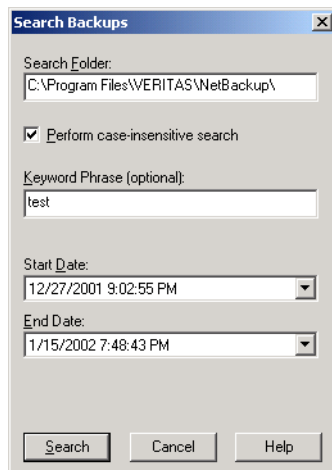 Search Backups
Search Folder:
C:\Program Files\VERITAS\NetBackup\
Perform case-insensitive search
Keyword Phrase (optional):
test
Start Date:
12/27/2001 9:02:55 PM
End Date:
1/15/2002 7:48:43 PM
Search Cancel Help